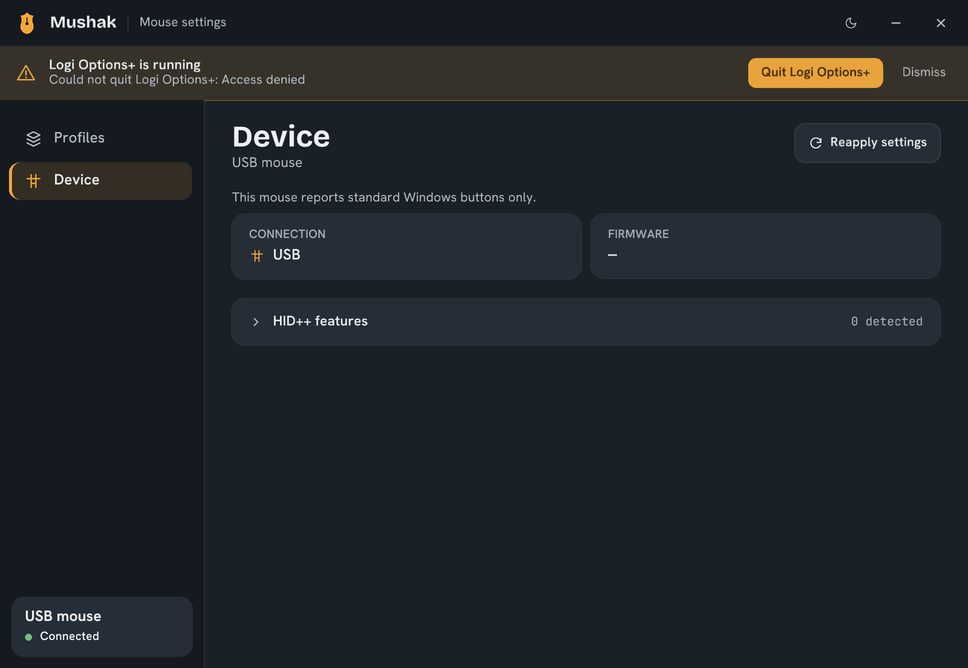 Mushak
Mouse settings
Logi Options+ is running
Could not quit Logi Options+: Access denied
Quit Logi Options+
Dismiss
Profiles
Device
Device
USB mouse
Reapply settings
This mouse reports standard Windows buttons only.
CONNECTION
USB
FIRMWARE
—
HID++ features
0 detected
USB mouse
Connected